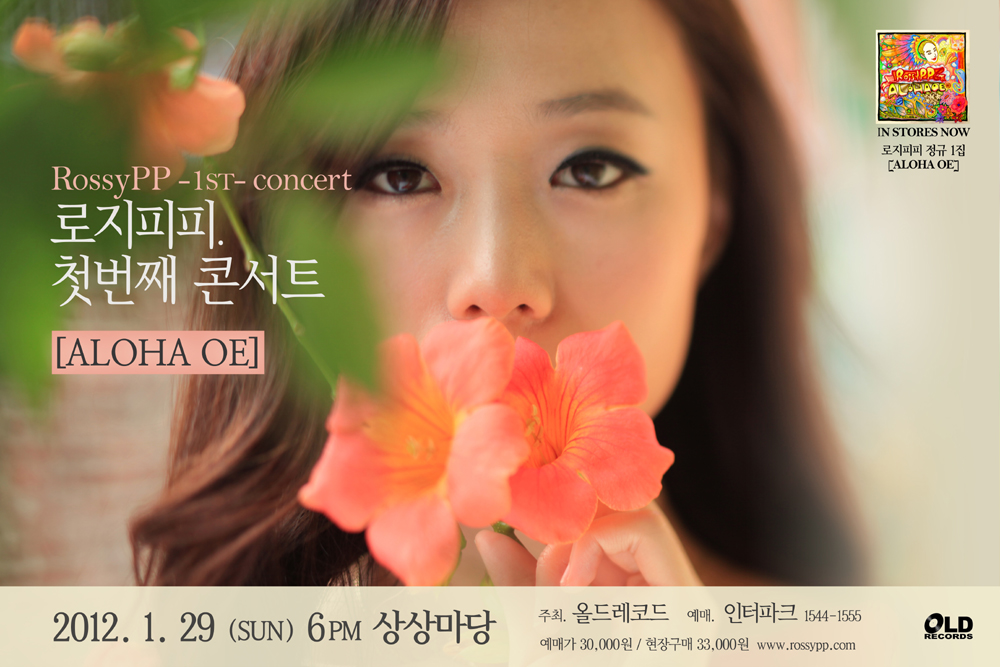 RossyPP -1ST- concert
로지피피.
첫번째 콘서트
[ALOHA OE]
RossyPP
ALOHAOE
IN STORES NOW
로지피피 정규 1집
[ALOHA OE]
2012. 1. 29 (SUN) 6PM 상상마당
주최. 올드레코드 예매. 인터파크 1544-1555
예매가 30,000원 / 현장구매 33,000원 www.rossypp.com
OLD
RECORDS